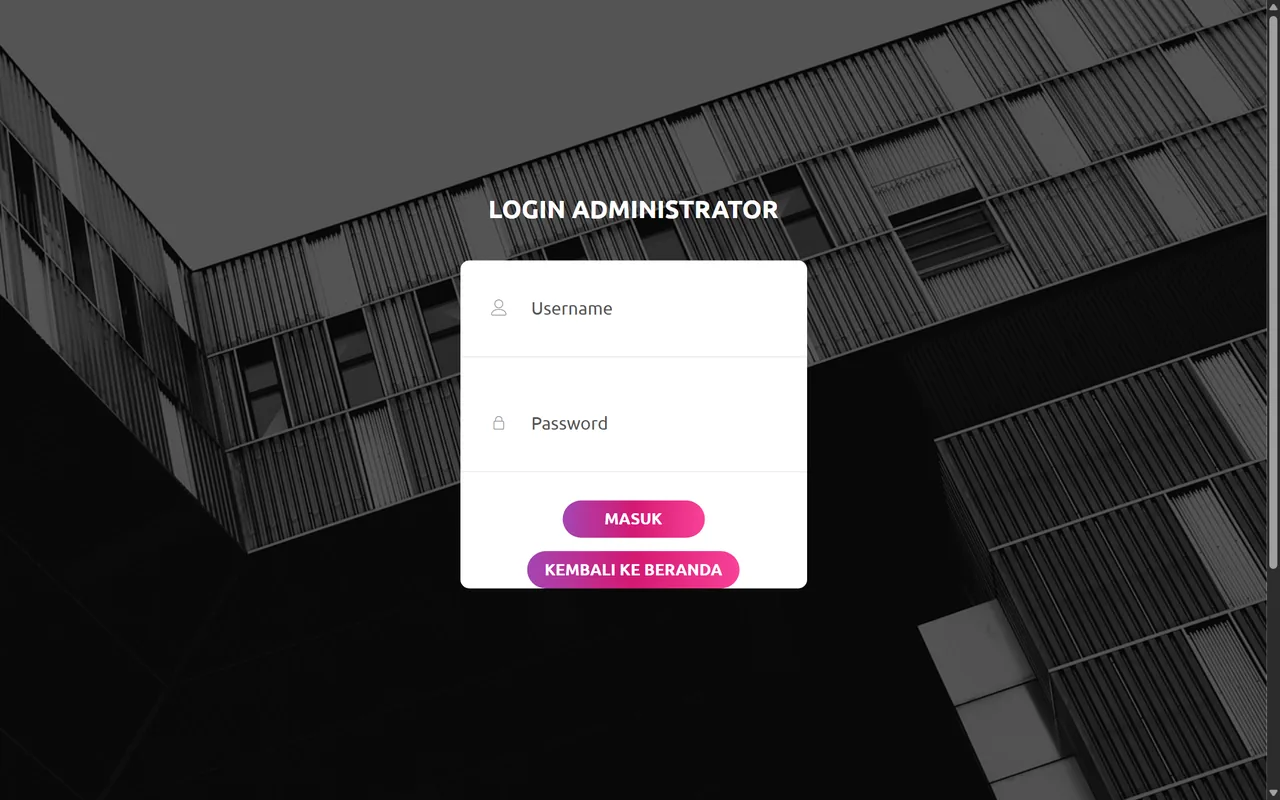 LOGIN ADMINISTRATOR
Username
Password
MASUK
KEMBALI KE BERANDA